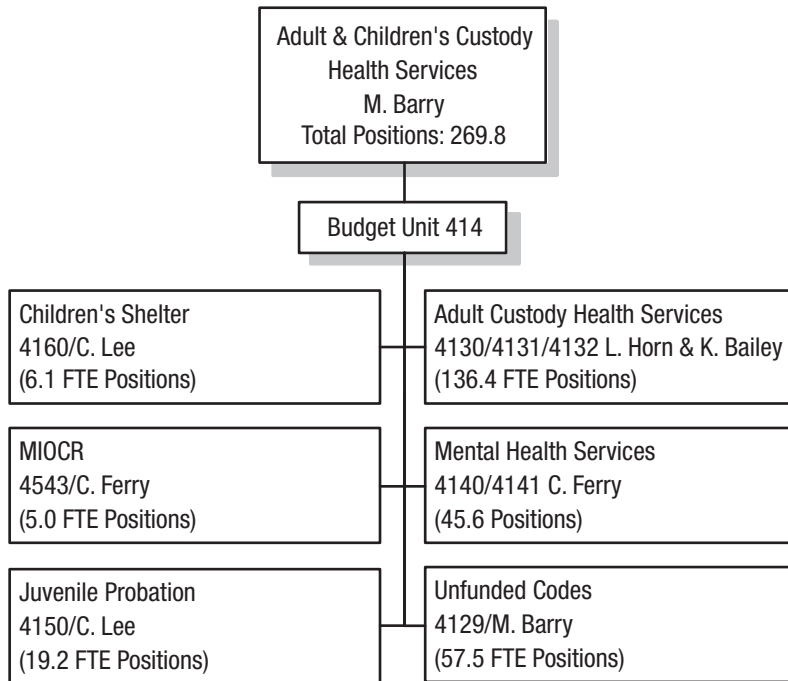 Adult & Children's Custody
Health Services
M. Barry
Total Positions: 269.8
Budget Unit 414
Children's Shelter
4160/C. Lee
(6.1 FTE Positions)
Adult Custody Health Services
4130/4131/4132 L. Horn & K. Bailey
(136.4 FTE Positions)
MIOCR
4543/C. Ferry
(5.0 FTE Positions)
Mental Health Services
4140/4141 C. Ferry
(45.6 Positions)
Juvenile Probation
4150/C. Lee
(19.2 FTE Positions)
Unfunded Codes
4129/M. Barry
(57.5 FTE Positions)